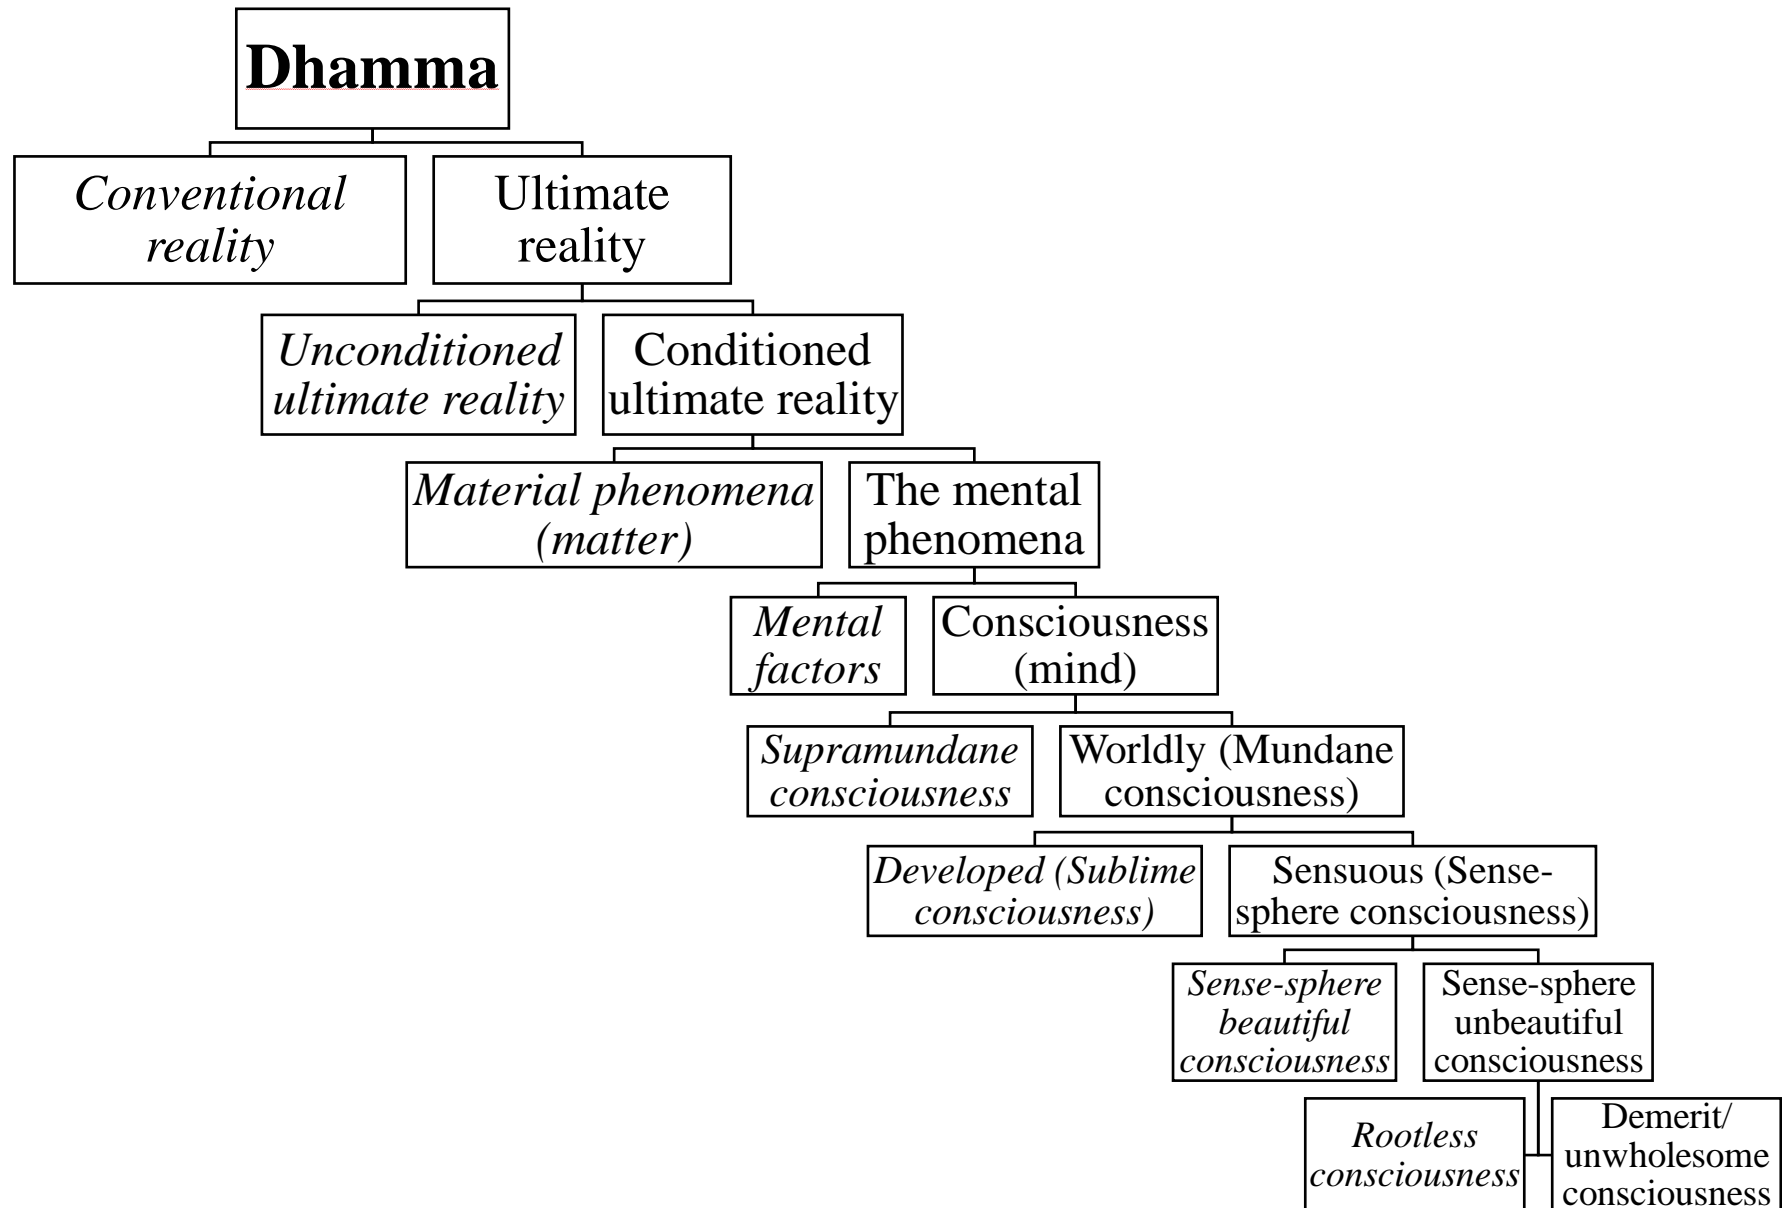 Dhamma
Conventional
reality
Ultimate
reality
Unconditioned
ultimate reality
Conditioned
ultimate reality
Material phenomena
(matter)
The mental
phenomena
Mental
factors
Consciousness
(mind)
Supramundane
consciousness
Worldly (Mundane
consciousness)
Developed (Sublime
consciousness)
Sensuous (Sense-
sphere consciousness)
Sense-sphere
beautiful
consciousness
Sense-sphere
unbeautiful
consciousness
Rootless
consciousness
Demerit/
unwholesome
consciousness